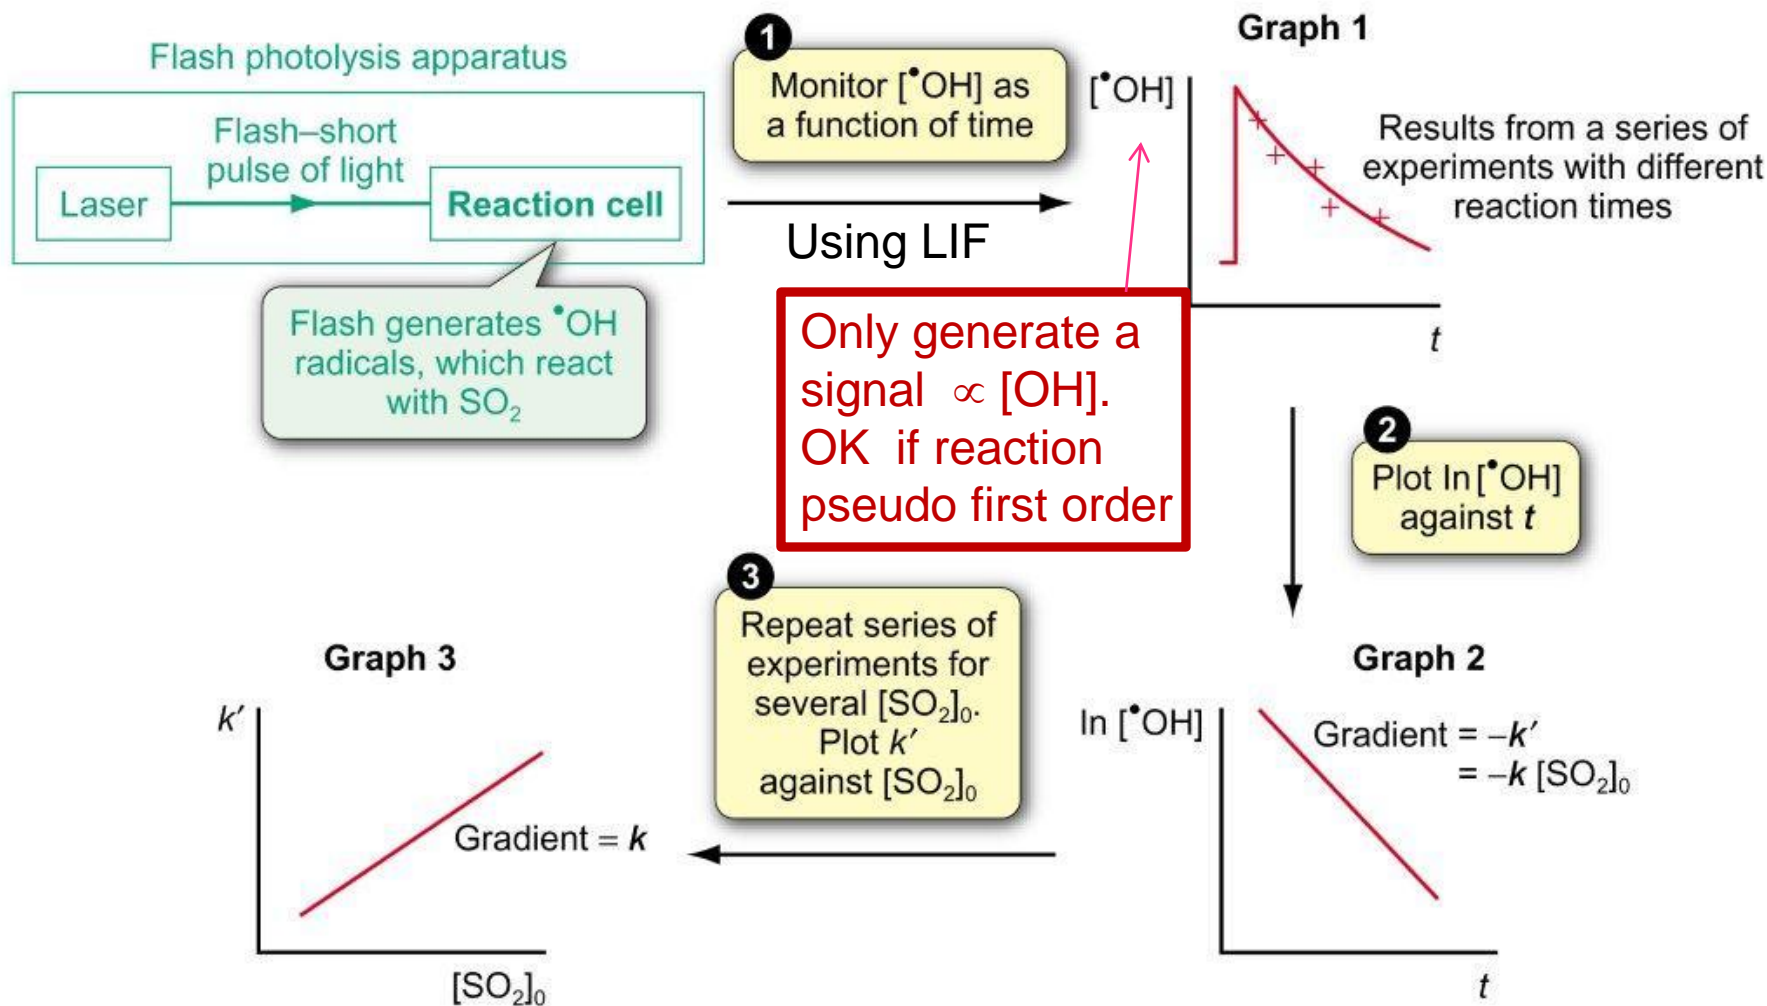 Flash photolysis apparatus
Flash–short
pulse of light
Laser
Reaction cell
Flash generates •OH
radicals, which react
with SO₂
1
Monitor [•OH] as
a function of time
Using LIF
Only generate a
signal ∝ [OH].
OK if reaction
pseudo first order
Graph 1
[•OH]
Results from a series of
experiments with different
reaction times
t
2
Plot ln [•OH]
against t
Graph 2
ln [•OH]
Gradient = –k′
= –k [SO₂]₀
t
3
Repeat series of
experiments for
several [SO₂]₀.
Plot k′
against [SO₂]₀
Graph 3
k′
Gradient = k
[SO₂]₀